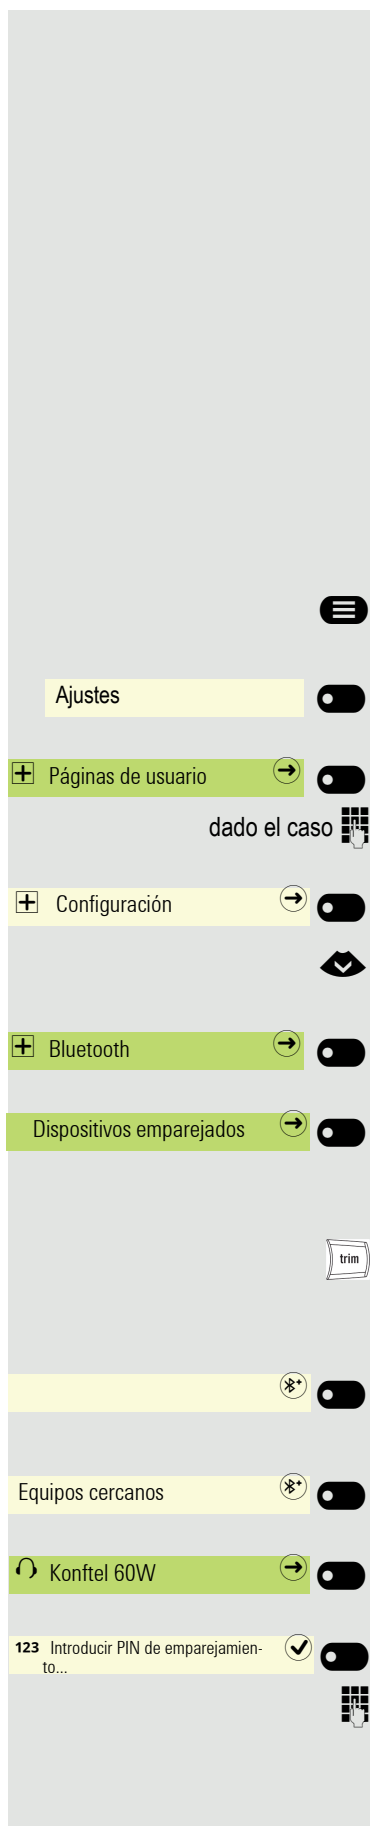 Ajustes
Páginas de usuario
dado el caso
Configuración
Bluetooth
Dispositivos emparejados
trim
Equipos cercanos
Konftel 60W
123 Introducir PIN de emparejamien-
to...